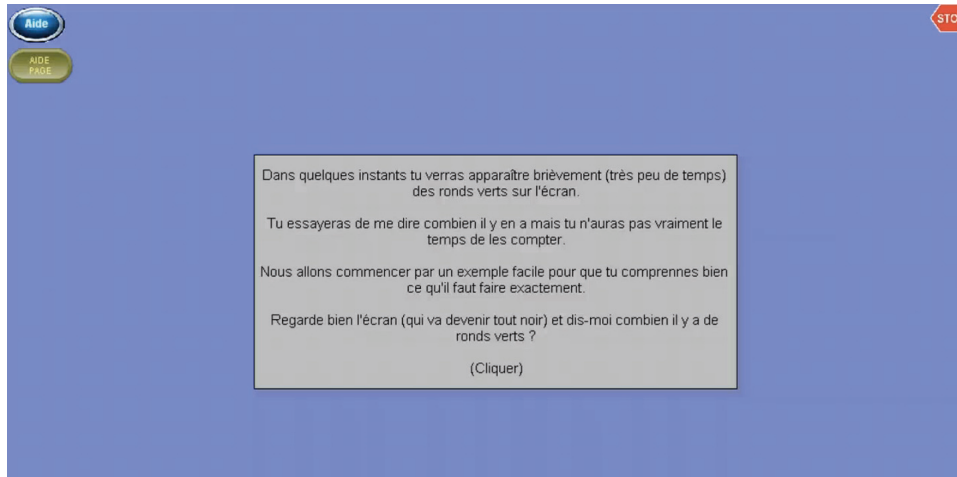 Aide
AIDE
PAGE
STO
Dans quelques instants tu verras apparaître brièvement (très peu de temps)
des ronds verts sur l'écran.
Tu essayeras de me dire combien il y en a mais tu n'auras pas vraiment le
temps de les compter.
Nous allons commencer par un exemple facile pour que tu comprennes bien
ce qu'il faut faire exactement.
Regarde bien l'écran (qui va devenir tout noir) et dis-moi combien il y a de
ronds verts ?
(Cliquer)